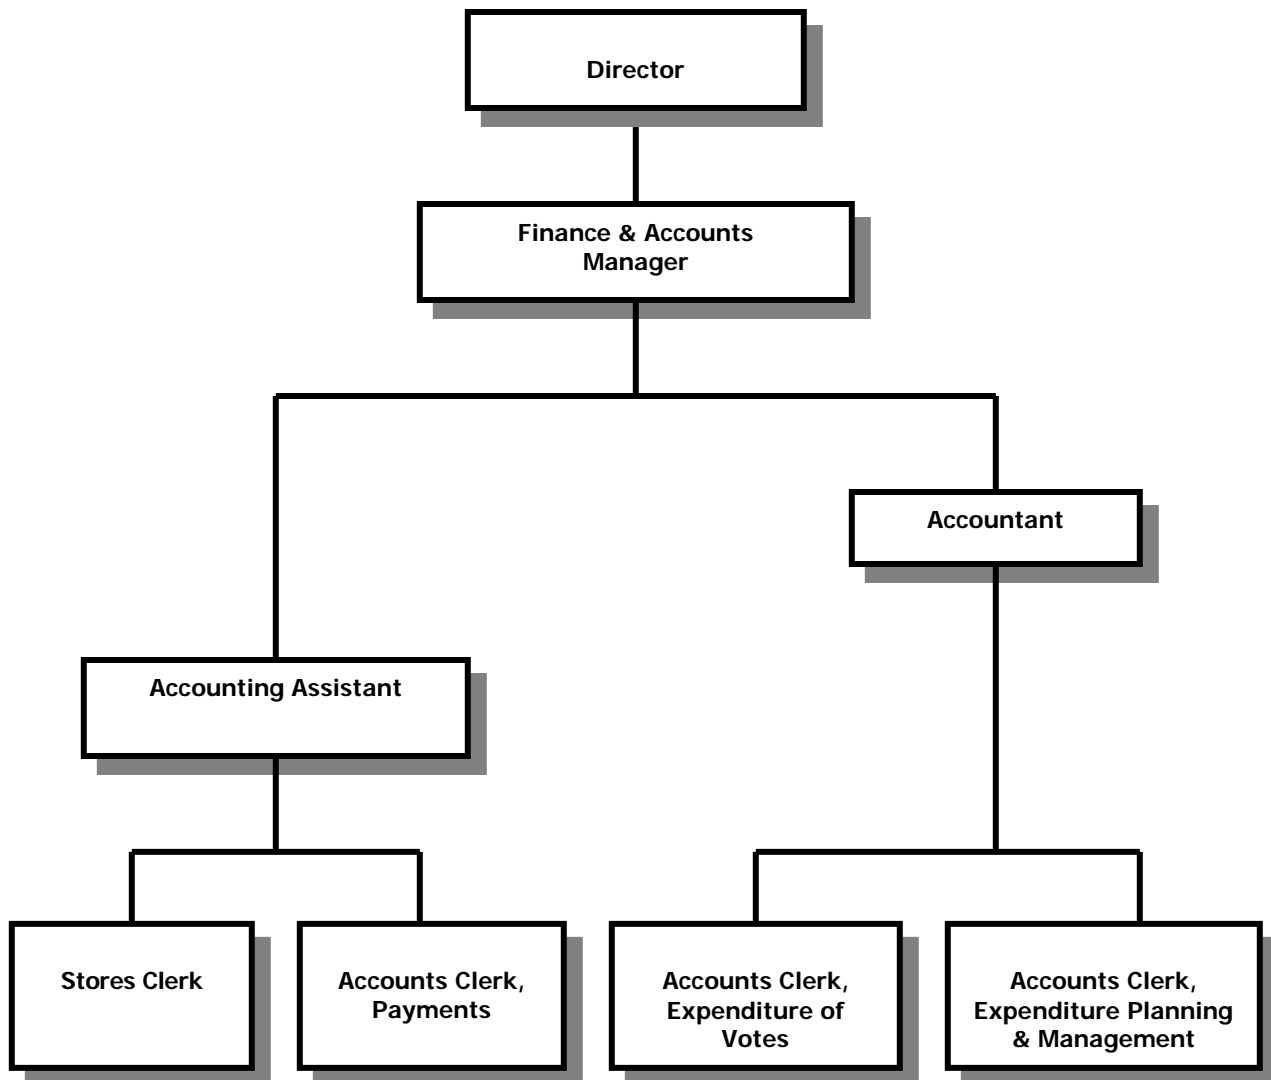 Director
Finance & Accounts
Manager
Accountant
Accounting Assistant
Stores Clerk
Accounts Clerk,
Payments
Accounts Clerk,
Expenditure of
Votes
Accounts Clerk,
Expenditure Planning
& Management